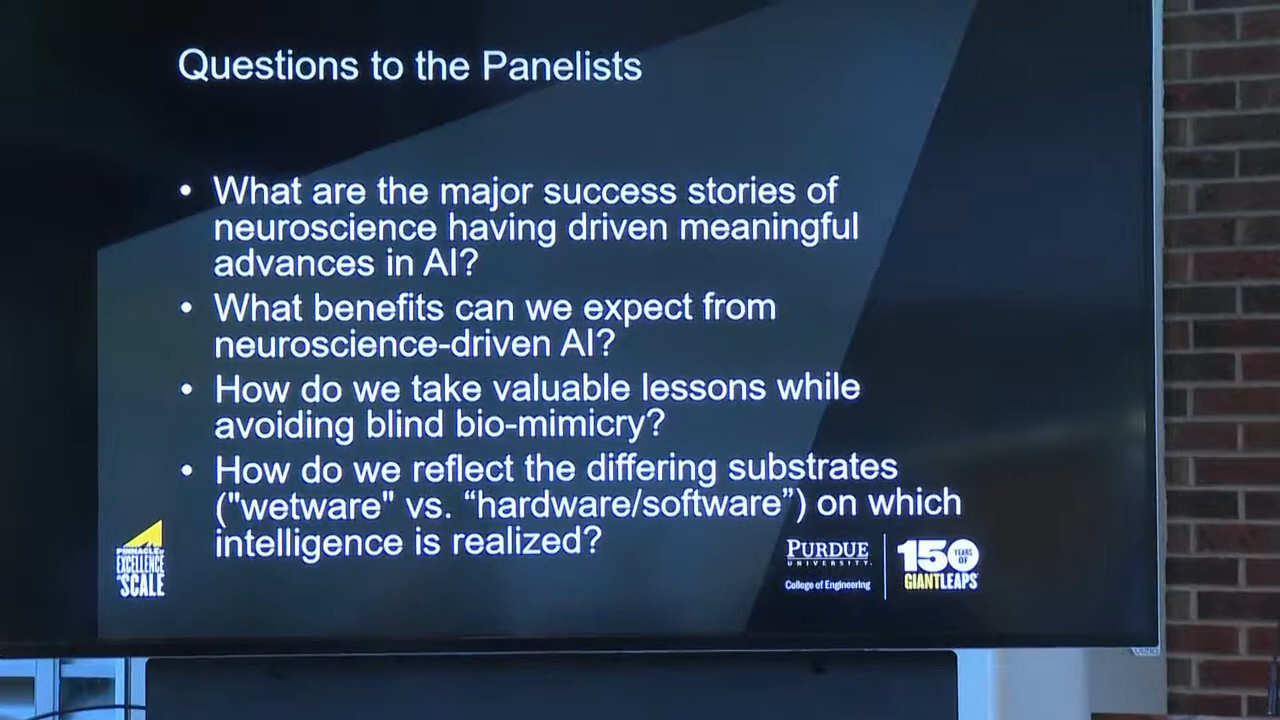 Questions to the Panelists
• What are the major success stories of
neuroscience having driven meaningful
advances in AI?
• What benefits can we expect from
neuroscience-driven AI?
• How do we take valuable lessons while
avoiding blind bio-mimicry?
• How do we reflect the differing substrates
("wetware" vs. “hardware/software”) on which
intelligence is realized?
PINNACLE of
EXCELLENCE
at SCALE
PURDUE
UNIVERSITY.
College of Engineering
150 YEARS OF
GIANT LEAPS